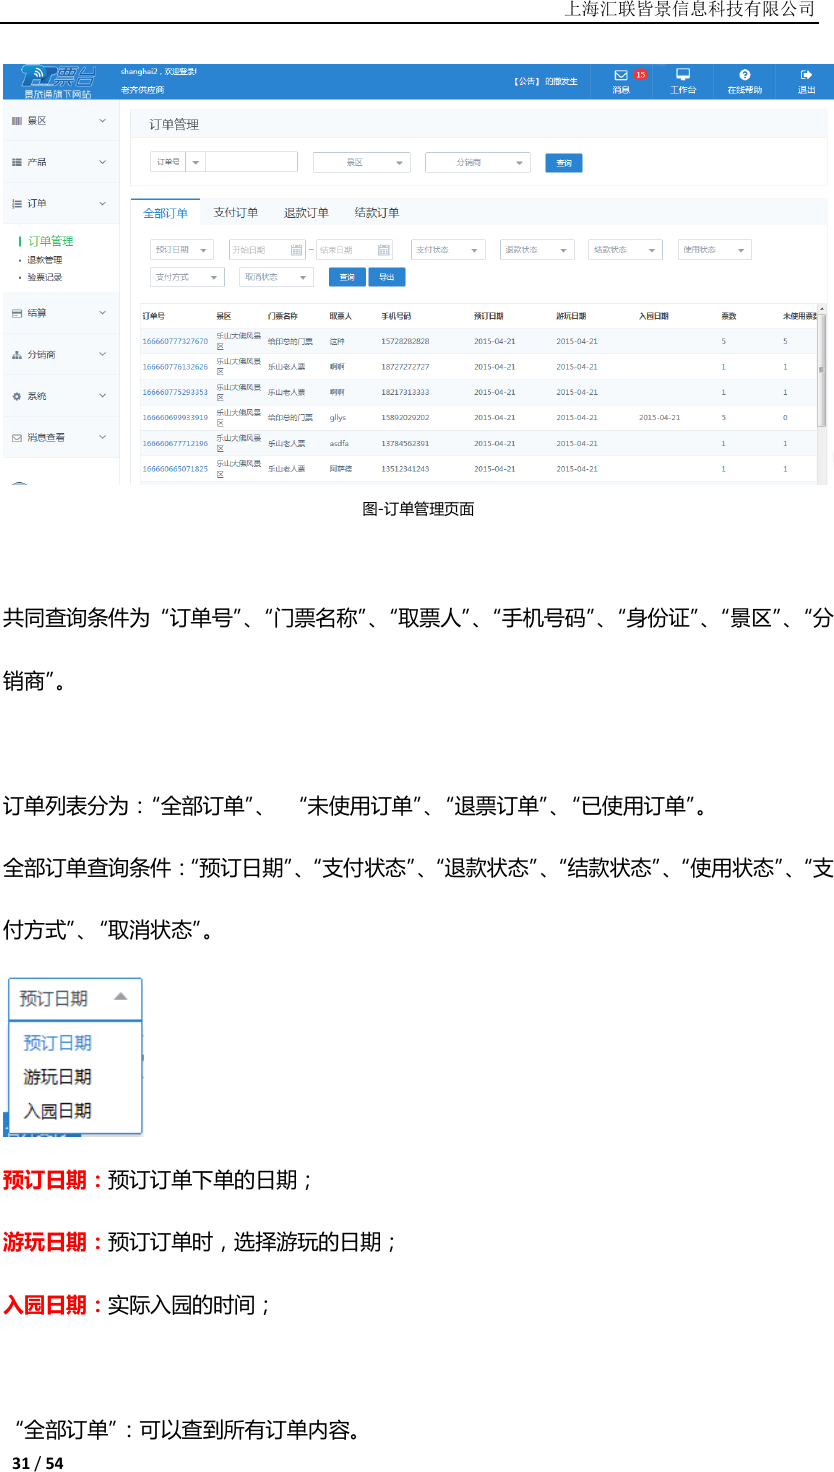 上海汇联皆景信息科技有限公司
票台
景旅通旗下网站
shanghai2，欢迎登录!
老齐供应商
【公告】 的撒发生
15
消息
工作台
在线帮助
退出
景区
产品
订单
订单管理
退款管理
验票记录
结算
分销商
系统
消息查看
订单管理
订单号 景区 分销商 查询
全部订单 支付订单 退款订单 结款订单
预订日期 开始日期 - 结束日期 支付状态 退款状态 结款状态 使用状态
支付方式 取消状态 查询 导出
订单号 景区 门票名称 取票人 手机号码 预订日期 游玩日期 入园日期 票数 未使用票数
166660777327670 乐山大佛风景区 给印总的门票 这种 15728282828 2015-04-21 2015-04-21 5 5
166660776132626 乐山大佛风景区 乐山老人票 啊啊 18727272727 2015-04-21 2015-04-21 1 1
166660775293353 乐山大佛风景区 乐山老人票 啊啊 18217313333 2015-04-21 2015-04-21 1 1
166660699933919 乐山大佛风景区 给印总的门票 gllys 15892029202 2015-04-21 2015-04-21 2015-04-21 5 0
166660677712196 乐山大佛风景区 乐山老人票 asdfa 13784562391 2015-04-21 2015-04-21 1 1
166660665071825 乐山大佛风景区 乐山老人票 阿萨德 13512341243 2015-04-21 2015-04-21 1 1
图-订单管理页面
共同查询条件为“订单号”、“门票名称”、“取票人”、“手机号码”、“身份证”、“景区”、“分
销商”。
订单列表分为：“全部订单”、 “未使用订单”、“退票订单”、“已使用订单”。
全部订单查询条件：“预订日期”、“支付状态”、“退款状态”、“结款状态”、“使用状态”、“支
付方式”、“取消状态”。
预订日期
预订日期
游玩日期
入园日期
预订日期：预订订单下单的日期；
游玩日期：预订订单时，选择游玩的日期；
入园日期：实际入园的时间；
“全部订单”：可以查到所有订单内容。
31 / 54